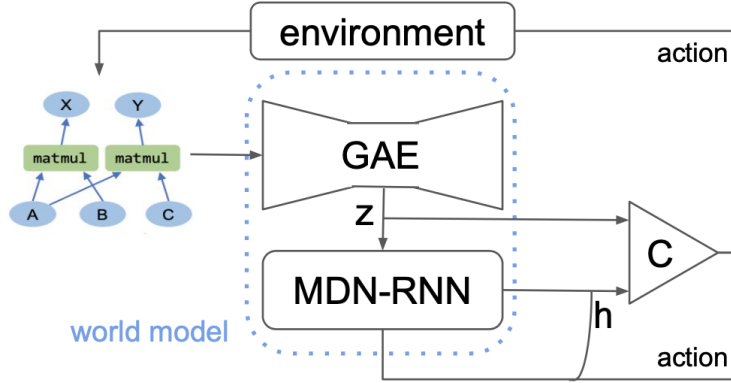 environment
action
X
Y
matmul
matmul
GAE
A
B
C
z
C
MDN-RNN
h
world model
action